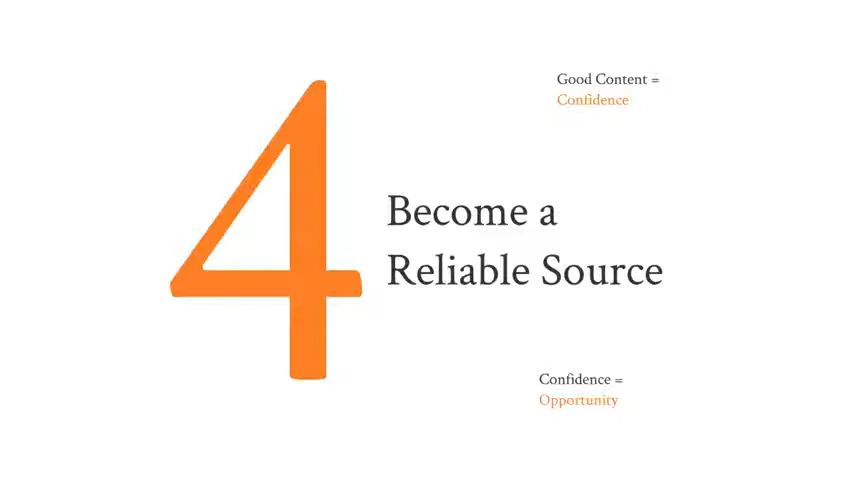 Good Content =
Confidence
4
Become a
Reliable Source
Confidence =
Opportunity